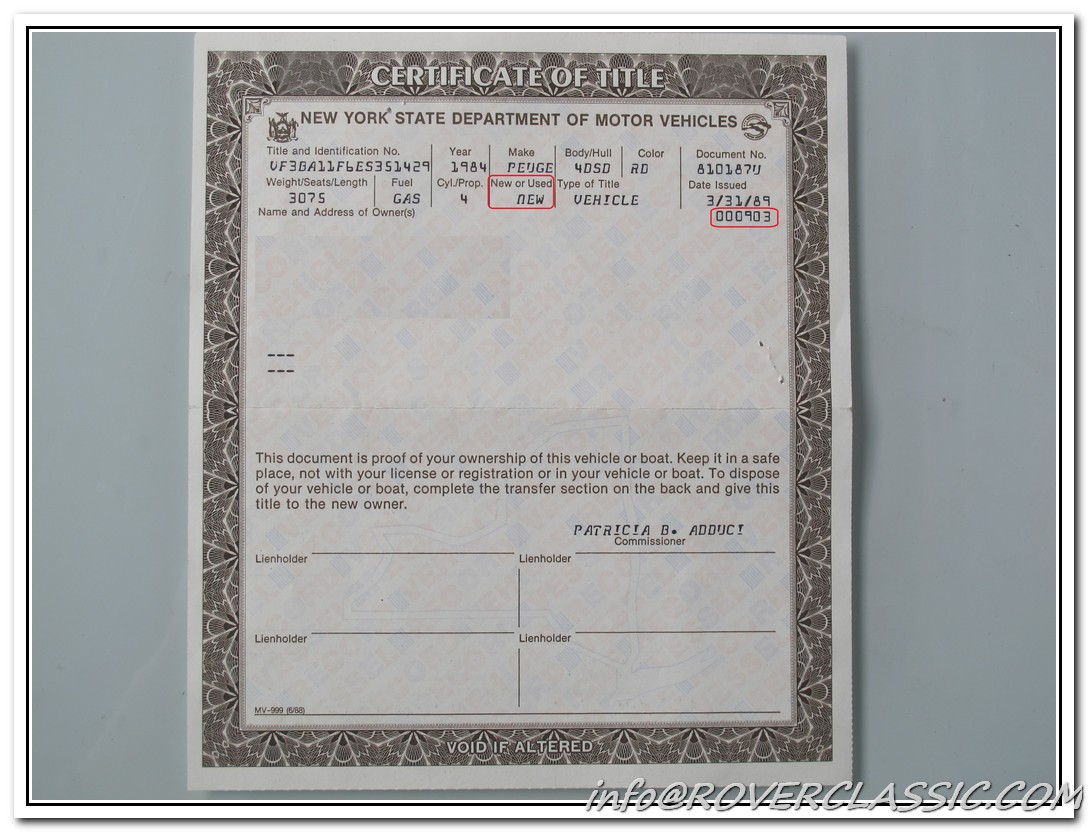 CERTIFICATE OF TITLE
NEW YORK STATE DEPARTMENT OF MOTOR VEHICLES
Title and Identification No. Year Make Body/Hull Color Document No.
VF3BA11F6ES351429 1984 PEUGE 4DSD RD 810187U
Weight/Seats/Length Fuel Cyl./Prop. New or Used Type of Title Date Issued
3075 GAS 4 NEW VEHICLE 3/31/89
Name and Address of Owner(s) 000903
---
---
This document is proof of your ownership of this vehicle or boat. Keep it in a safe
place, not with your license or registration or in your vehicle or boat. To dispose
of your vehicle or boat, complete the transfer section on the back and give this
title to the new owner.
PATRICIA B. ADDUCI
Commissioner
Lienholder Lienholder
Lienholder Lienholder
MV-999 (6/88)
VOID IF ALTERED
info@ROVERCLASSIC.COM